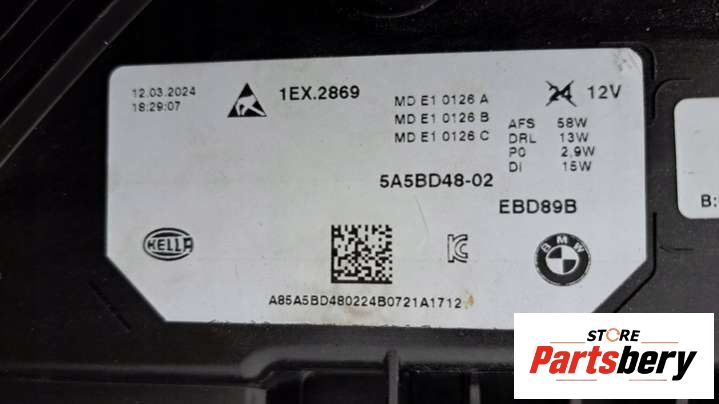 12.03.2024
18:29:07
1EX.2869
MD E1 0126 A
MD E1 0126 B
MD E1 0126 C
24 12V
AFS 58W
DRL 13W
PO 2,9W
DI 15W
5A5BD48-02
EBD89B
HELLA
BMW
A85A5BD480224B0721A1712
B:
STORE
Partsbery